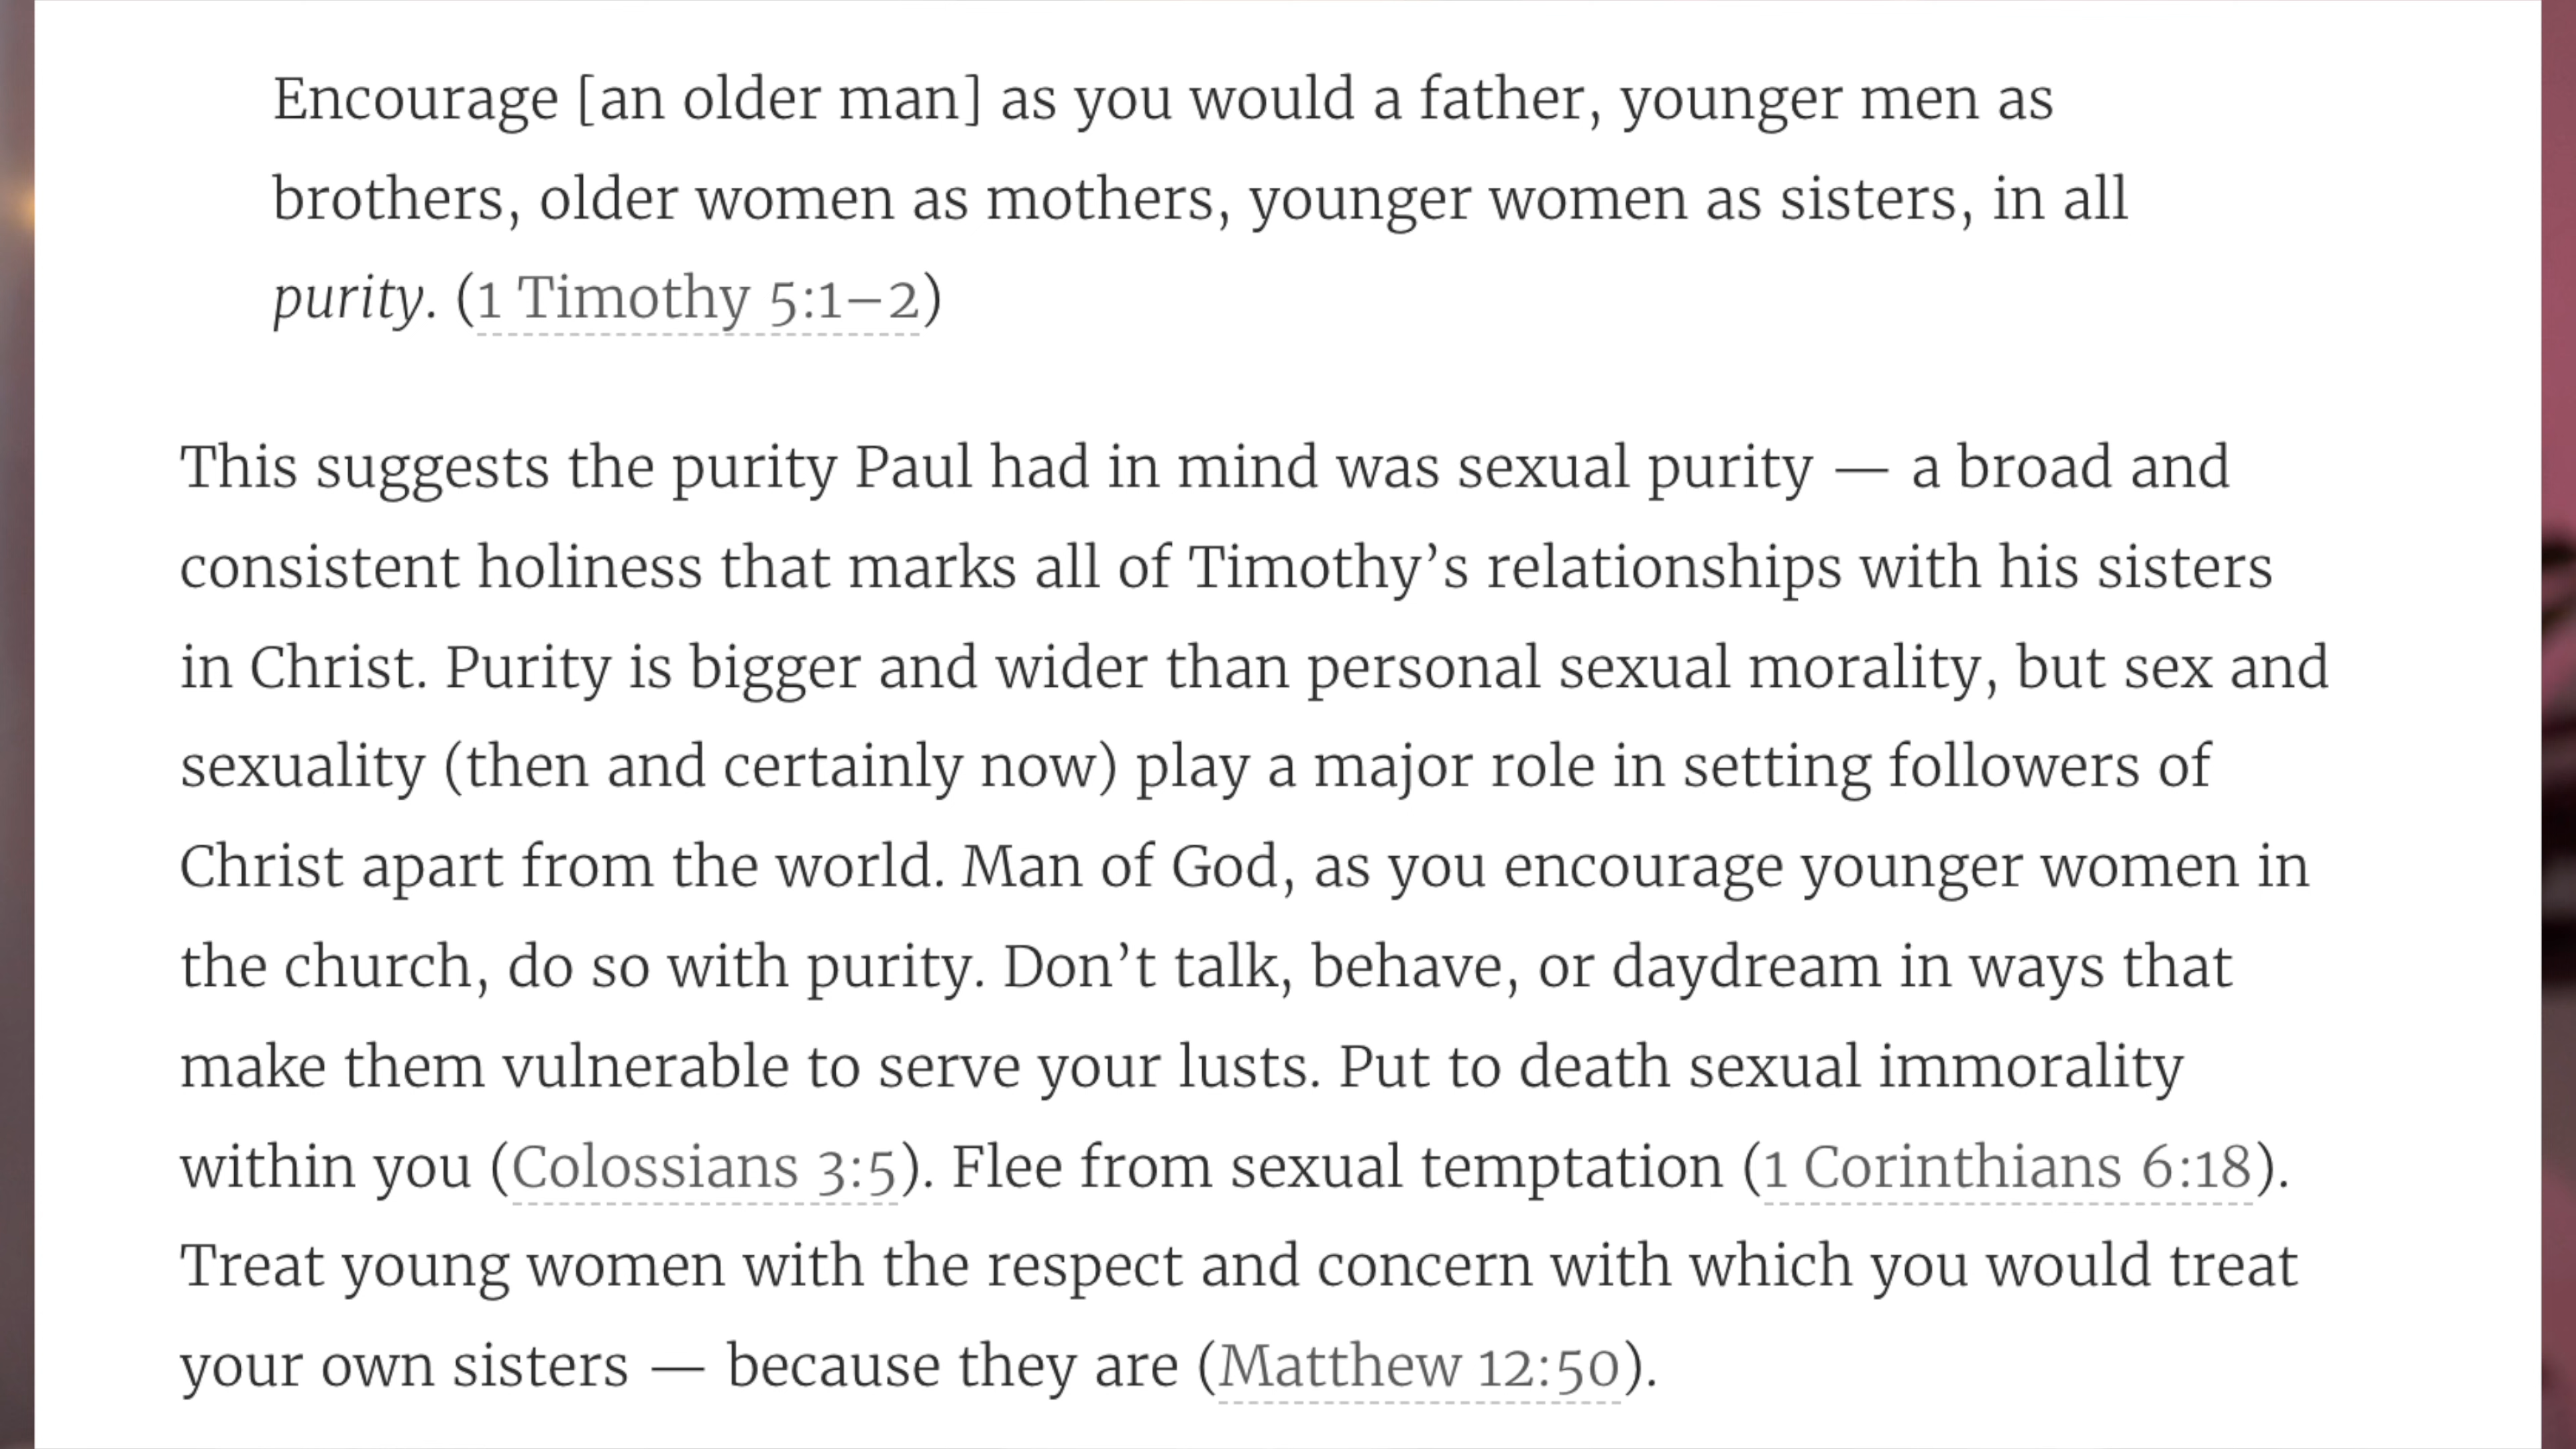 Encourage [an older man] as you would a father, younger men as
brothers, older women as mothers, younger women as sisters, in all
purity. (1 Timothy 5:1–2)
This suggests the purity Paul had in mind was sexual purity — a broad and
consistent holiness that marks all of Timothy’s relationships with his sisters
in Christ. Purity is bigger and wider than personal sexual morality, but sex and
sexuality (then and certainly now) play a major role in setting followers of
Christ apart from the world. Man of God, as you encourage younger women in
the church, do so with purity. Don’t talk, behave, or daydream in ways that
make them vulnerable to serve your lusts. Put to death sexual immorality
within you (Colossians 3:5). Flee from sexual temptation (1 Corinthians 6:18).
Treat young women with the respect and concern with which you would treat
your own sisters — because they are (Matthew 12:50).